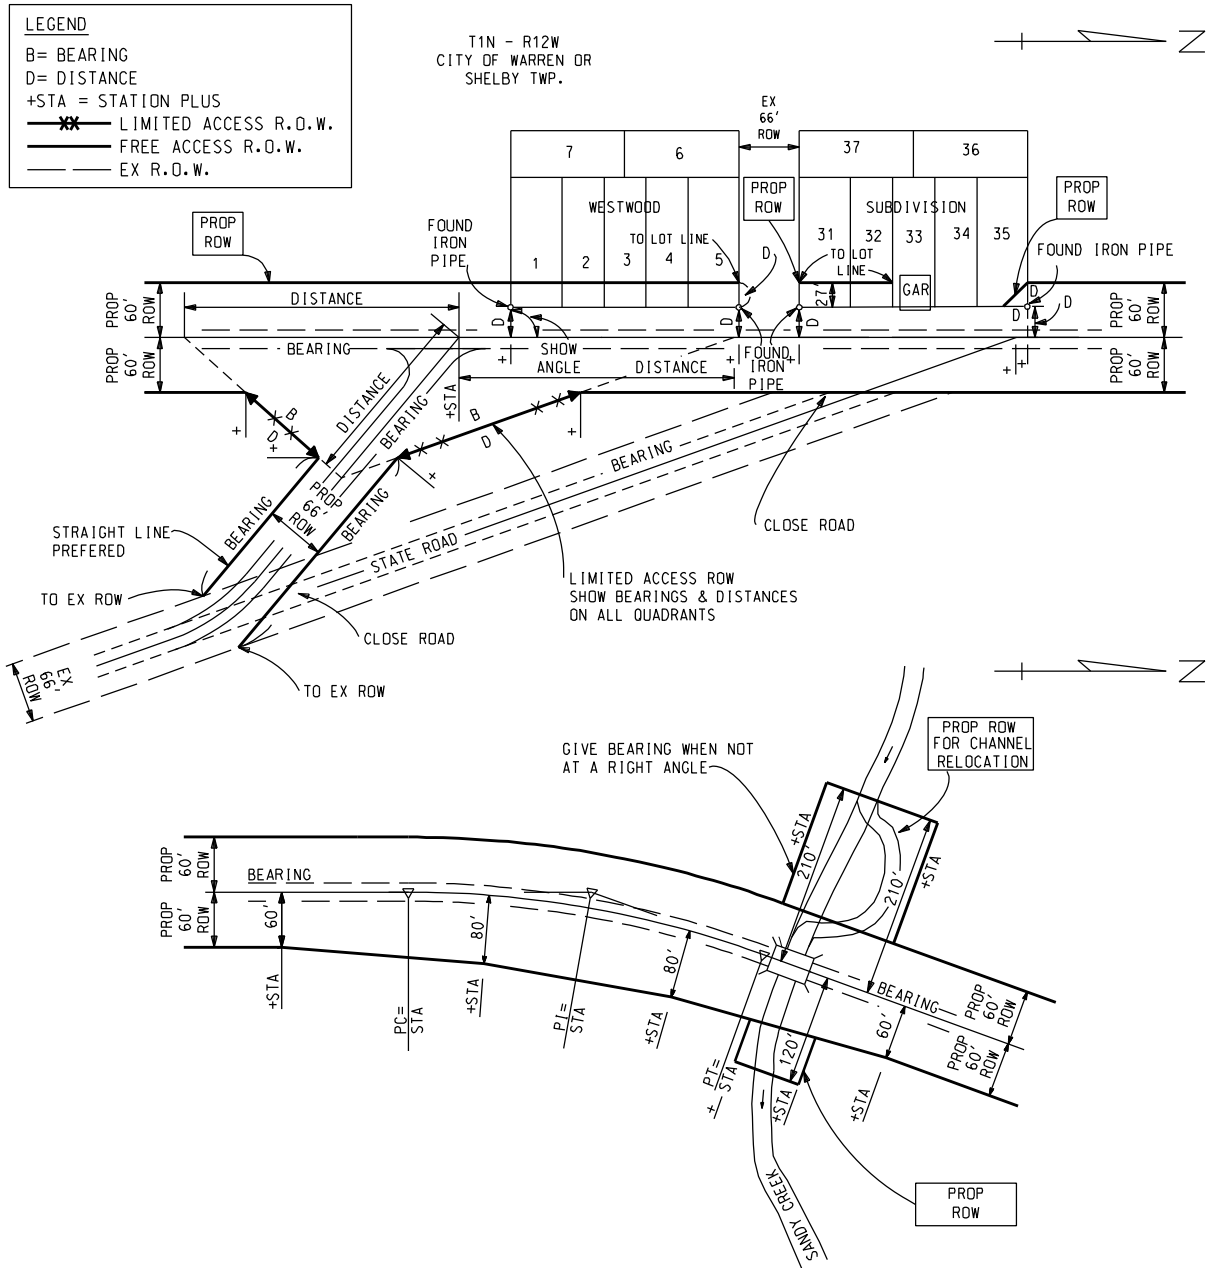 LEGEND
B= BEARING
D= DISTANCE
+STA = STATION PLUS
LIMITED ACCESS R.O.W.
FREE ACCESS R.O.W.
EX R.O.W.
T1N - R12W
CITY OF WARREN OR
SHELBY TWP.
N
EX
66'
ROW
7
6
37
36
PROP
ROW
PROP
ROW
PROP
ROW
WESTWOOD
SUBDIVISION
FOUND
IRON
PIPE
TO LOT LINE
D
31
32
33
34
35
TO LOT
LINE
FOUND IRON PIPE
1
2
3
4
5
27'
GAR
D
D
PROP
60'
ROW
DISTANCE
D
D
D
PROP
60'
ROW
PROP
60'
ROW
BEARING
+
SHOW
ANGLE
DISTANCE
+
+
FOUND
IRON
PIPE
+
+
PROP
60'
ROW
DISTANCE
BEARING
+STA
+
B
D
+
B
D
+
+
BEARING
PROP
66'
ROW
BEARING
BEARING
STATE ROAD
CLOSE ROAD
STRAIGHT LINE
PREFERED
TO EX ROW
LIMITED ACCESS ROW
SHOW BEARINGS & DISTANCES
ON ALL QUADRANTS
CLOSE ROAD
EX
66'
ROW
TO EX ROW
N
GIVE BEARING WHEN NOT
AT A RIGHT ANGLE
PROP ROW
FOR CHANNEL
RELOCATION
+STA
210'
210'
+STA
PROP
60'
ROW
BEARING
PROP
60'
ROW
60'
80'
80'
+STA
PC=
STA
+STA
PI=
STA
+STA
PT=
STA
+
120'
+STA
60'
+STA
BEARING
PROP
60'
ROW
PROP
60'
ROW
SANDY CREEK
PROP
ROW